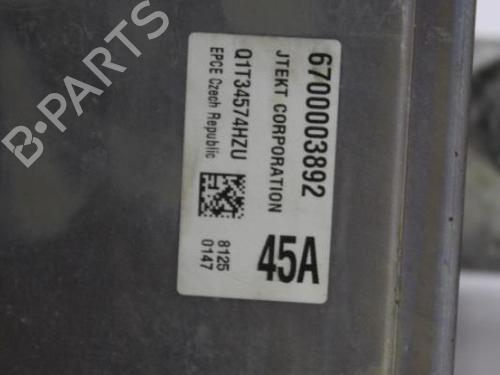 6700003892
JTEKT CORPORATION
Q1T34574HZU
EPCE Czech Republic
8125
0147
45A
B-PARTS